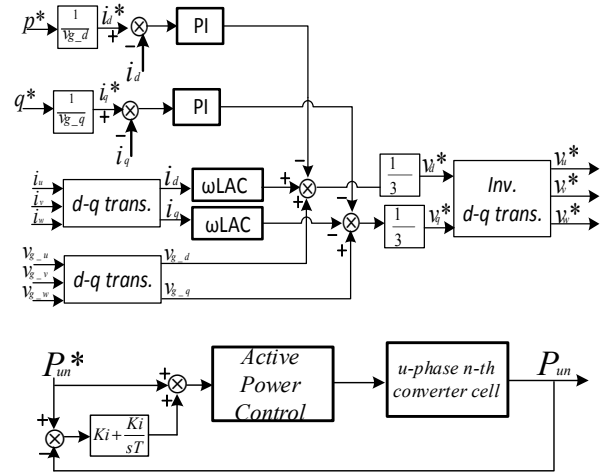 p* 1/vg_d id* + − id PI
q* 1/vg_q iq* + − iq PI
iu iv iw d-q trans. id iq ωLAC ωLAC
vg_u vg_v vg_w d-q trans. vg_d vg_q
− + + − − +
1/3 vd* 1/3 vq*
Inv. d-q trans. vu* vv* vw*
Pun* + − Ki+Ki/sT + +
Active Power Control
u-phase n-th converter cell
Pun